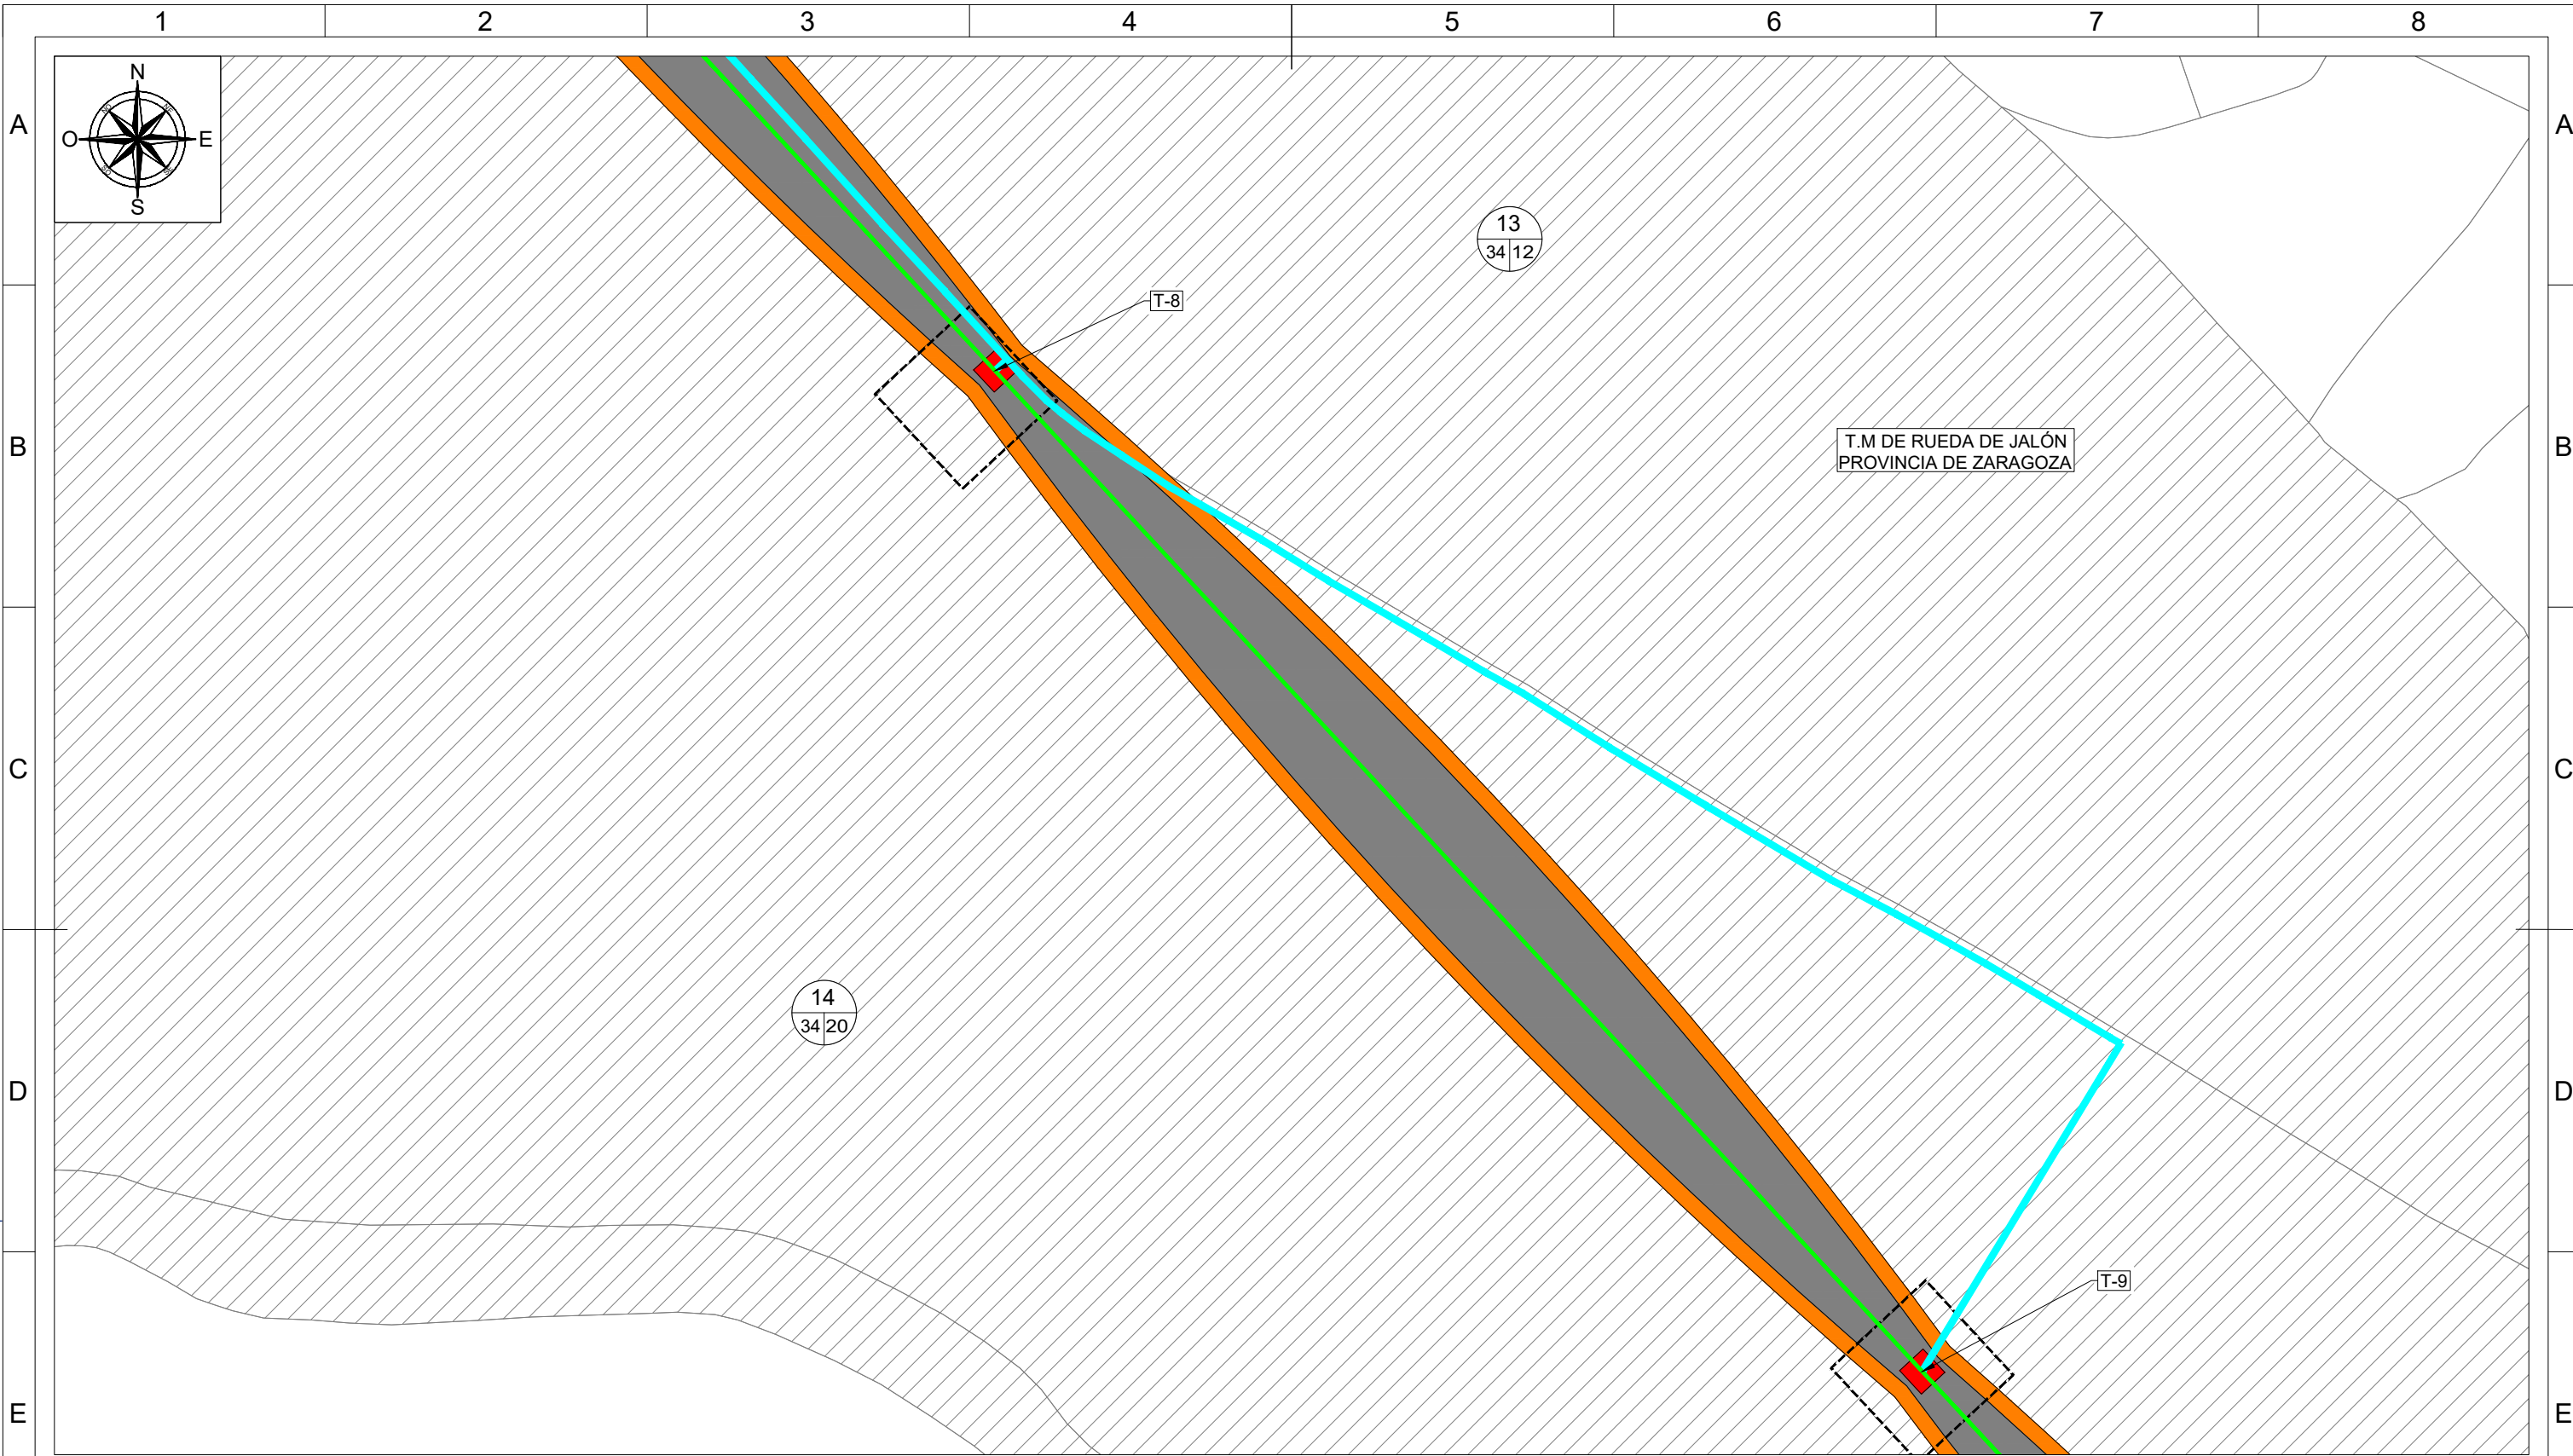 1 2 3 4 5 6 7 8
N
A A
O E
S
13
34 12
T-8
B B
T.M DE RUEDA DE JALÓN
PROVINCIA DE ZARAGOZA
C C
14
34 20
D D
T-9
E E